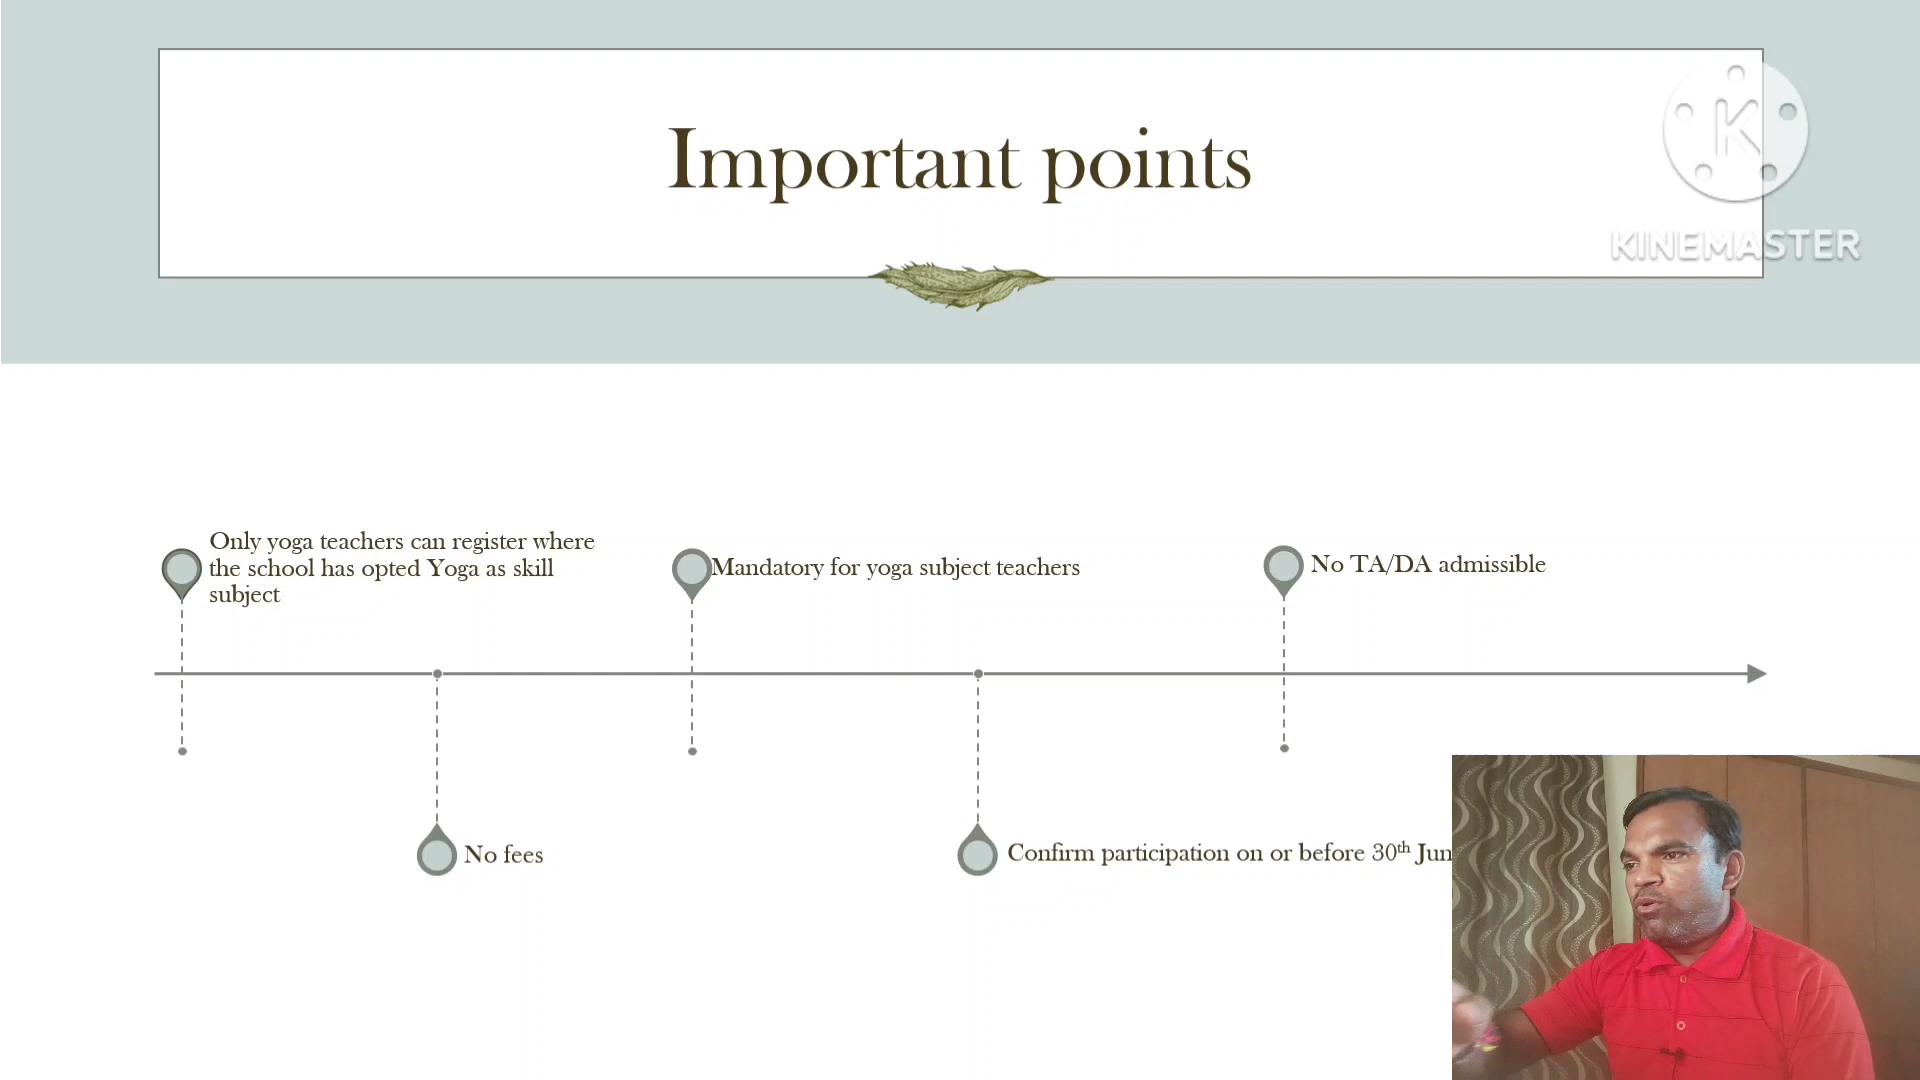 Important points
K
KINEMASTER
Only yoga teachers can register where
the school has opted Yoga as skill
subject
Mandatory for yoga subject teachers
No TA/DA admissible
No fees
Confirm participation on or before 30th Jun